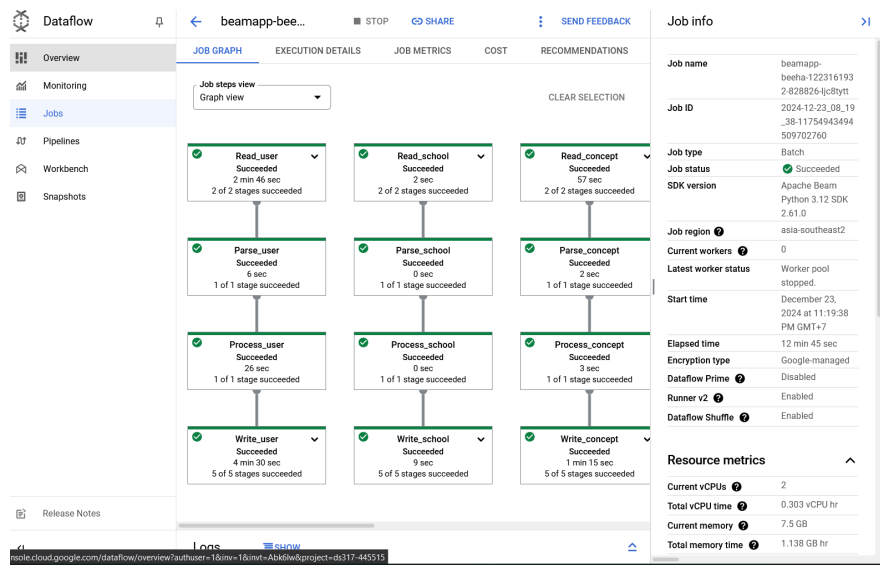 Dataflow
beamapp-bee...
STOP
SHARE
SEND FEEDBACK
Job info
Overview
Monitoring
Jobs
Pipelines
Workbench
Snapshots
Release Notes
JOB GRAPH
EXECUTION DETAILS
JOB METRICS
COST
RECOMMENDATIONS
Job steps view
Graph view
CLEAR SELECTION
Read_user
Succeeded
2 min 46 sec
2 of 2 stages succeeded
Read_school
Succeeded
2 sec
2 of 2 stages succeeded
Read_concept
Succeeded
57 sec
2 of 2 stages succeeded
Parse_user
Succeeded
6 sec
1 of 1 stage succeeded
Parse_school
Succeeded
0 sec
1 of 1 stage succeeded
Parse_concept
Succeeded
2 sec
1 of 1 stage succeeded
Process_user
Succeeded
26 sec
1 of 1 stage succeeded
Process_school
Succeeded
0 sec
1 of 1 stage succeeded
Process_concept
Succeeded
3 sec
1 of 1 stage succeeded
Write_user
Succeeded
4 min 30 sec
5 of 5 stages succeeded
Write_school
Succeeded
9 sec
5 of 5 stages succeeded
Write_concept
Succeeded
1 min 15 sec
5 of 5 stages succeeded
Logs
SHOW
nsole.cloud.google.com/dataflow/overview?authuser=1&inv=1&invt=Abk6lw&project=ds317-445515
Job name
beamapp-
beeha-122316193
2-828826-ljc8tytt
Job ID
2024-12-23_08_19
_38-11754943494
509702760
Job type
Batch
Job status
Succeeded
SDK version
Apache Beam
Python 3.12 SDK
2.61.0
Job region
asia-southeast2
Current workers
0
Latest worker status
Worker pool
stopped.
Start time
December 23,
2024 at 11:19:38
PM GMT+7
Elapsed time
12 min 45 sec
Encryption type
Google-managed
Dataflow Prime
Disabled
Runner v2
Enabled
Dataflow Shuffle
Enabled
Resource metrics
Current vCPUs
2
Total vCPU time
0.303 vCPU hr
Current memory
7.5 GB
Total memory time
1.138 GB hr